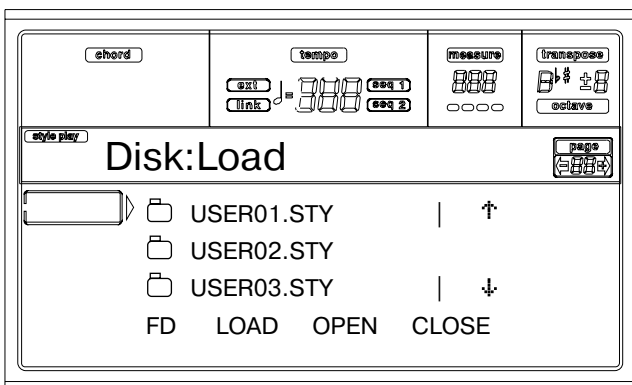 chord tempo measure transpose
ext seq 1
link seq 2
octave
style play
Disk:Load
page
USER01.STY
USER02.STY
USER03.STY
FD LOAD OPEN CLOSE